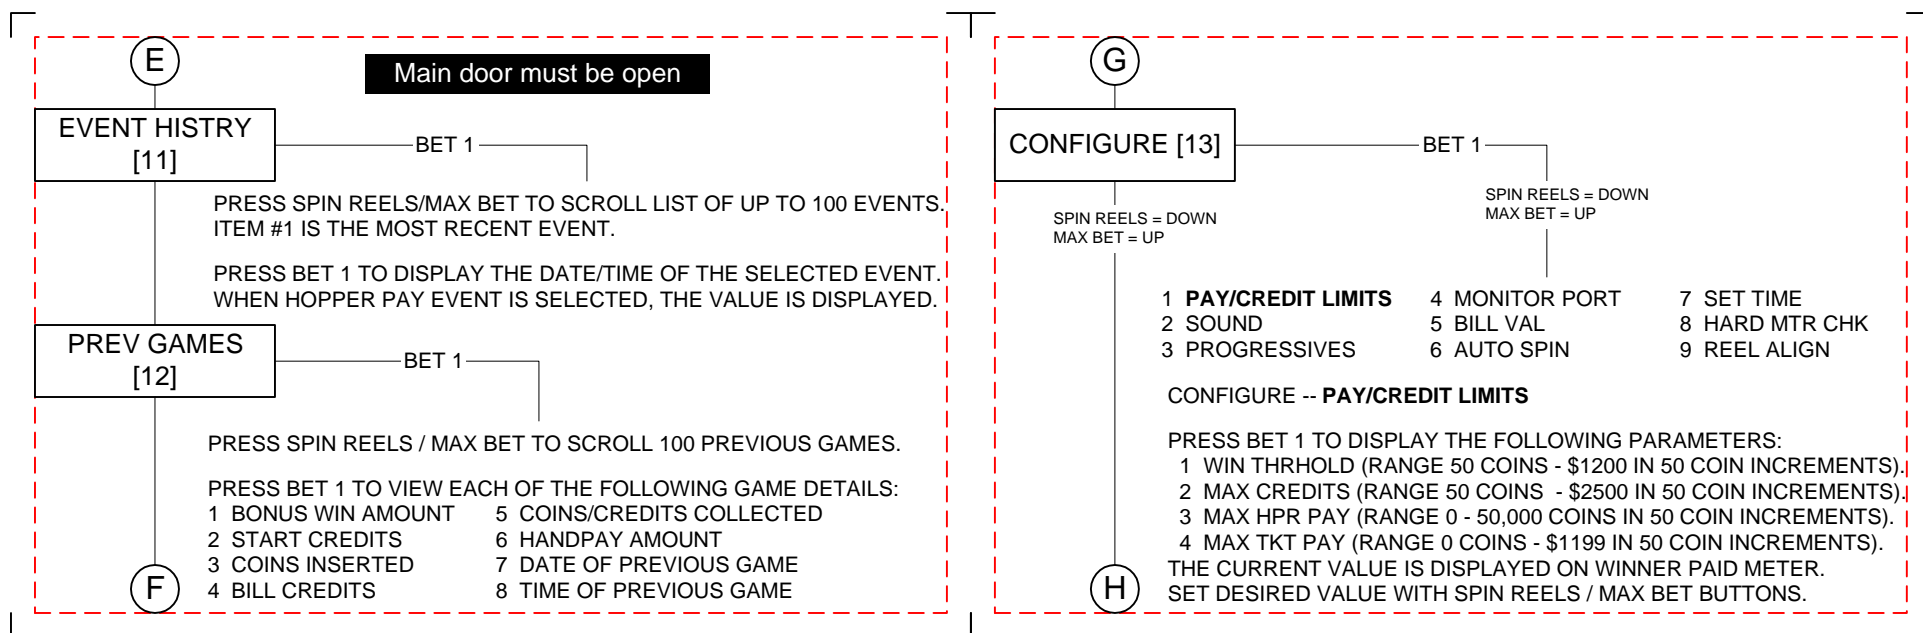 E
Main door must be open
EVENT HISTRY
[11]
BET 1
PRESS SPIN REELS/MAX BET TO SCROLL LIST OF UP TO 100 EVENTS.
ITEM #1 IS THE MOST RECENT EVENT.
PRESS BET 1 TO DISPLAY THE DATE/TIME OF THE SELECTED EVENT.
WHEN HOPPER PAY EVENT IS SELECTED, THE VALUE IS DISPLAYED.
PREV GAMES
[12]
BET 1
PRESS SPIN REELS / MAX BET TO SCROLL 100 PREVIOUS GAMES.
PRESS BET 1 TO VIEW EACH OF THE FOLLOWING GAME DETAILS:
1 BONUS WIN AMOUNT 5 COINS/CREDITS COLLECTED
2 START CREDITS 6 HANDPAY AMOUNT
3 COINS INSERTED 7 DATE OF PREVIOUS GAME
4 BILL CREDITS 8 TIME OF PREVIOUS GAME
F
G
CONFIGURE [13]
BET 1
SPIN REELS = DOWN
MAX BET = UP
SPIN REELS = DOWN
MAX BET = UP
1 PAY/CREDIT LIMITS 4 MONITOR PORT 7 SET TIME
2 SOUND 5 BILL VAL 8 HARD MTR CHK
3 PROGRESSIVES 6 AUTO SPIN 9 REEL ALIGN
CONFIGURE -- PAY/CREDIT LIMITS
PRESS BET 1 TO DISPLAY THE FOLLOWING PARAMETERS:
1 WIN THRHOLD (RANGE 50 COINS - $1200 IN 50 COIN INCREMENTS).
2 MAX CREDITS (RANGE 50 COINS - $2500 IN 50 COIN INCREMENTS).
3 MAX HPR PAY (RANGE 0 - 50,000 COINS IN 50 COIN INCREMENTS).
4 MAX TKT PAY (RANGE 0 COINS - $1199 IN 50 COIN INCREMENTS).
THE CURRENT VALUE IS DISPLAYED ON WINNER PAID METER.
SET DESIRED VALUE WITH SPIN REELS / MAX BET BUTTONS.
H